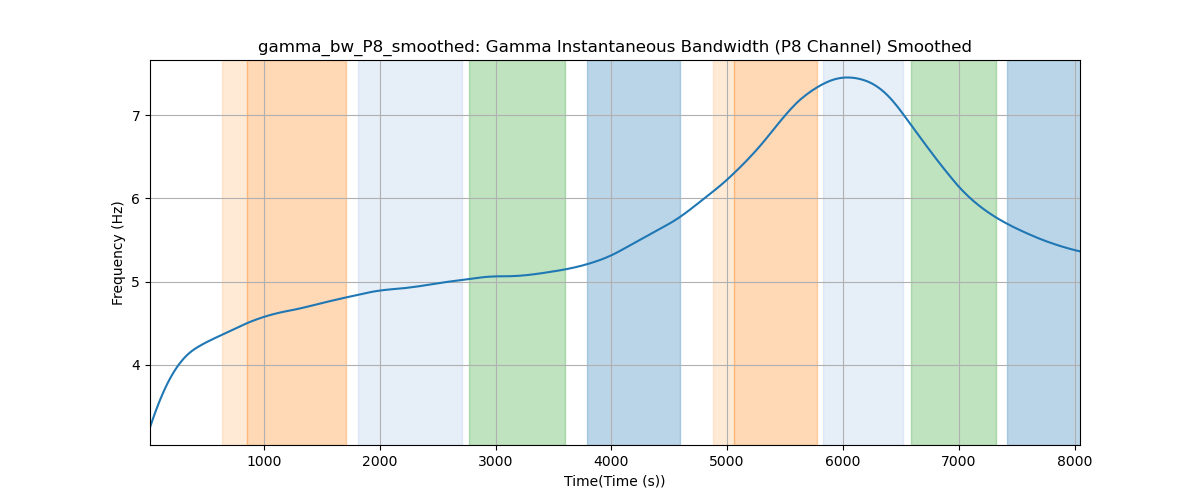 gamma_bw_P8_smoothed: Gamma Instantaneous Bandwidth (P8 Channel) Smoothed
7
6
5
4
Frequency (Hz)
1000 2000 3000 4000 5000 6000 7000 8000
Time(Time (s))